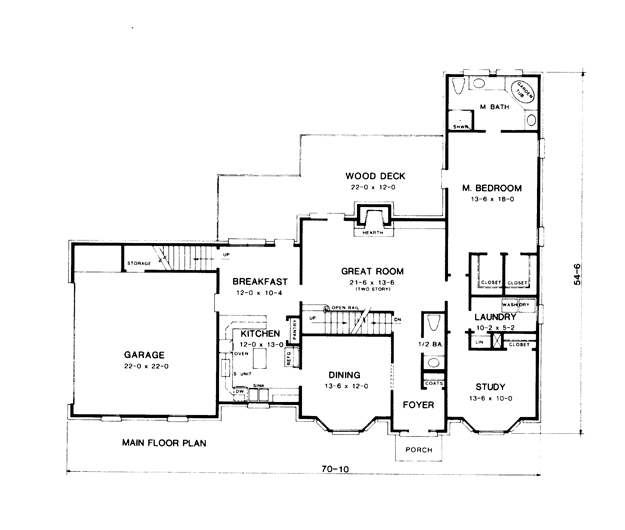 GARDEN
TUB
M. BATH
SHWR
WOOD DECK
22-0 x 12-0
M. BEDROOM
13-6 x 18-0
HEARTH
STORAGE
UP
BREAKFAST
12-0 x 10-4
GREAT ROOM
21-6 x 13-6
(TWO STORY)
CLOSET
CLOSET
54-6
OPEN RAIL
UP
DN
WASH
DRY
LAUNDRY
10-2 x 5-2
PANTRY
KITCHEN
12-0 x 13-0
1/2 BA.
LIN
CLOSET
GARAGE
22-0 x 22-0
OVEN
REFG
S UNIT
DINING
13-6 x 12-0
COATS
STUDY
13-6 x 10-0
SINK
DW
FOYER
MAIN FLOOR PLAN
PORCH
70-10